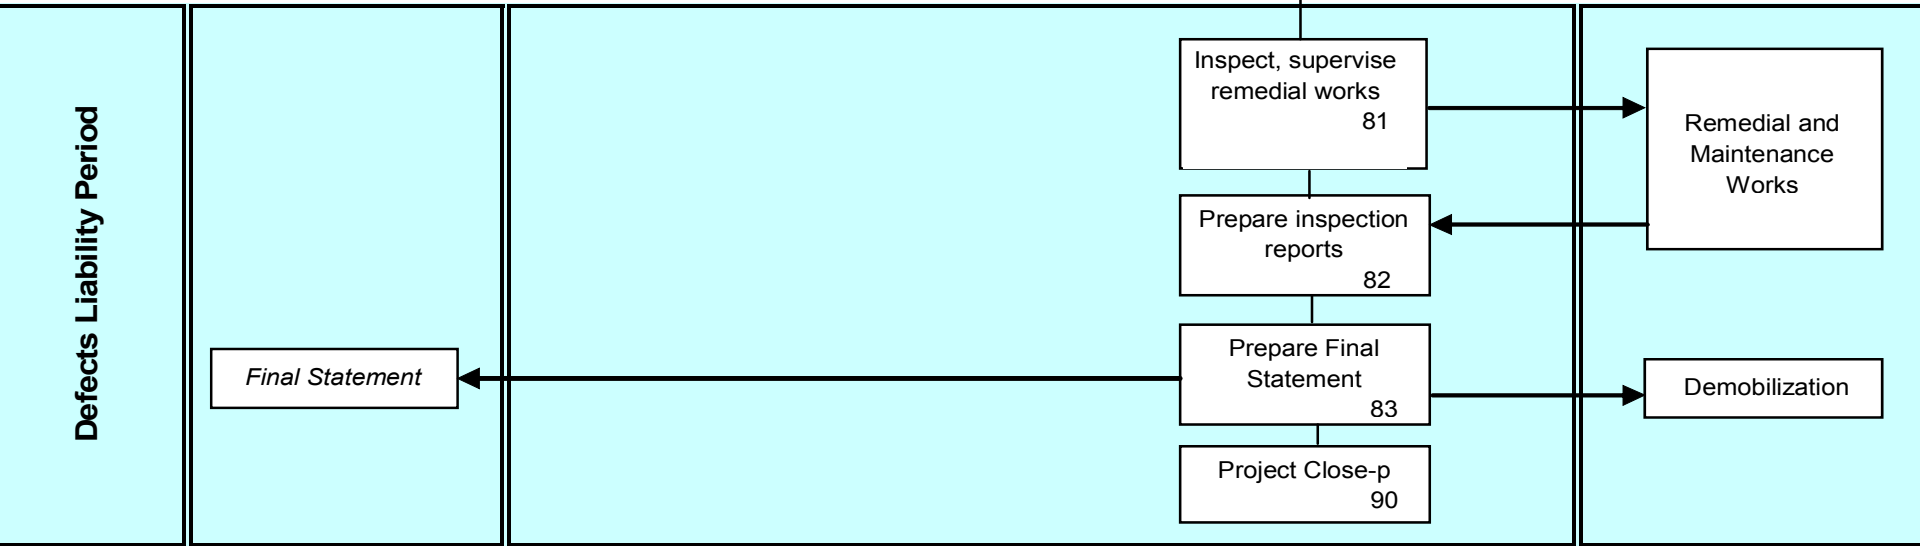 Defects Liability Period
Final Statement
Inspect, supervise
remedial works
81
Prepare inspection
reports
82
Prepare Final
Statement
83
Project Close-p
90
Remedial and
Maintenance
Works
Demobilization